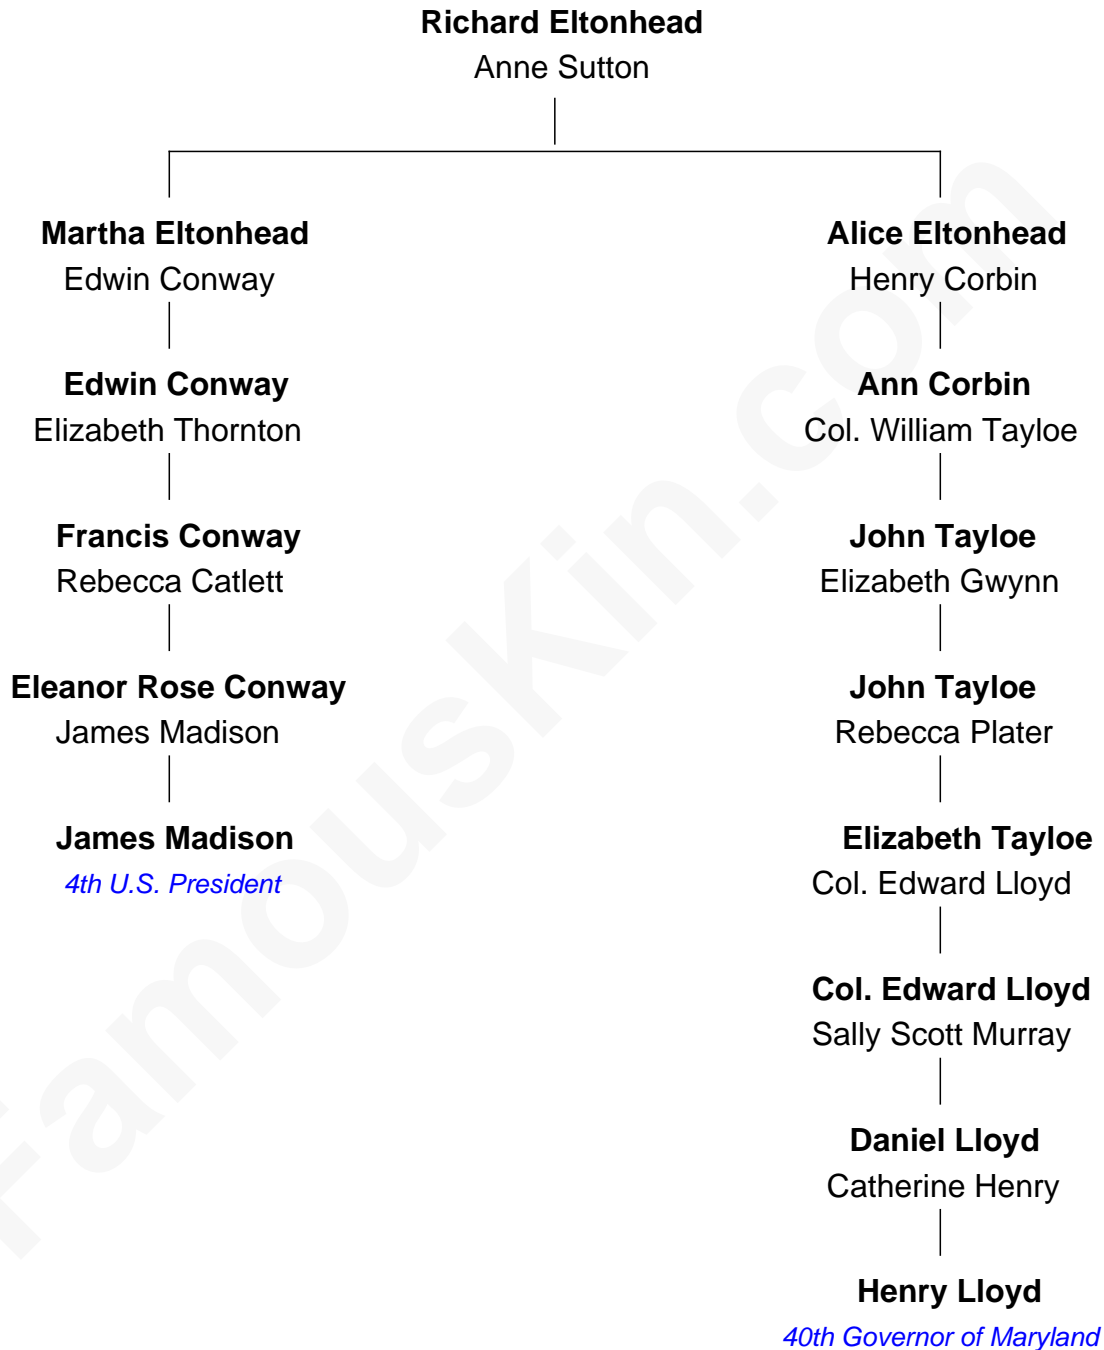 Richard Eltonhead
Anne Sutton
Martha Eltonhead
Edwin Conway
Edwin Conway
Elizabeth Thornton
Francis Conway
Rebecca Catlett
Eleanor Rose Conway
James Madison
James Madison
4th U.S. President
Alice Eltonhead
Henry Corbin
Ann Corbin
Col. William Tayloe
John Tayloe
Elizabeth Gwynn
John Tayloe
Rebecca Plater
Elizabeth Tayloe
Col. Edward Lloyd
Col. Edward Lloyd
Sally Scott Murray
Daniel Lloyd
Catherine Henry
Henry Lloyd
40th Governor of Maryland
FamousKin.com